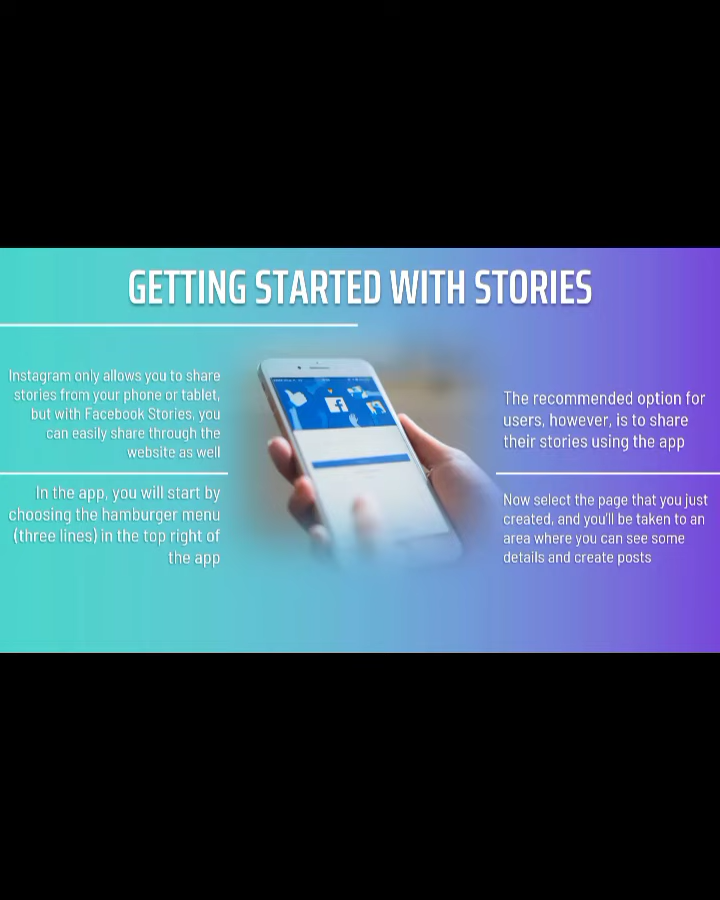 GETTING STARTED WITH STORIES
Instagram only allows you to share
stories from your phone or tablet,
but with Facebook Stories, you
can easily share through the
website as well
The recommended option for
users, however, is to share
their stories using the app
In the app, you will start by
choosing the hamburger menu
(three lines) in the top right of
the app
Now select the page that you just
created, and you'll be taken to an
area where you can see some
details and create posts